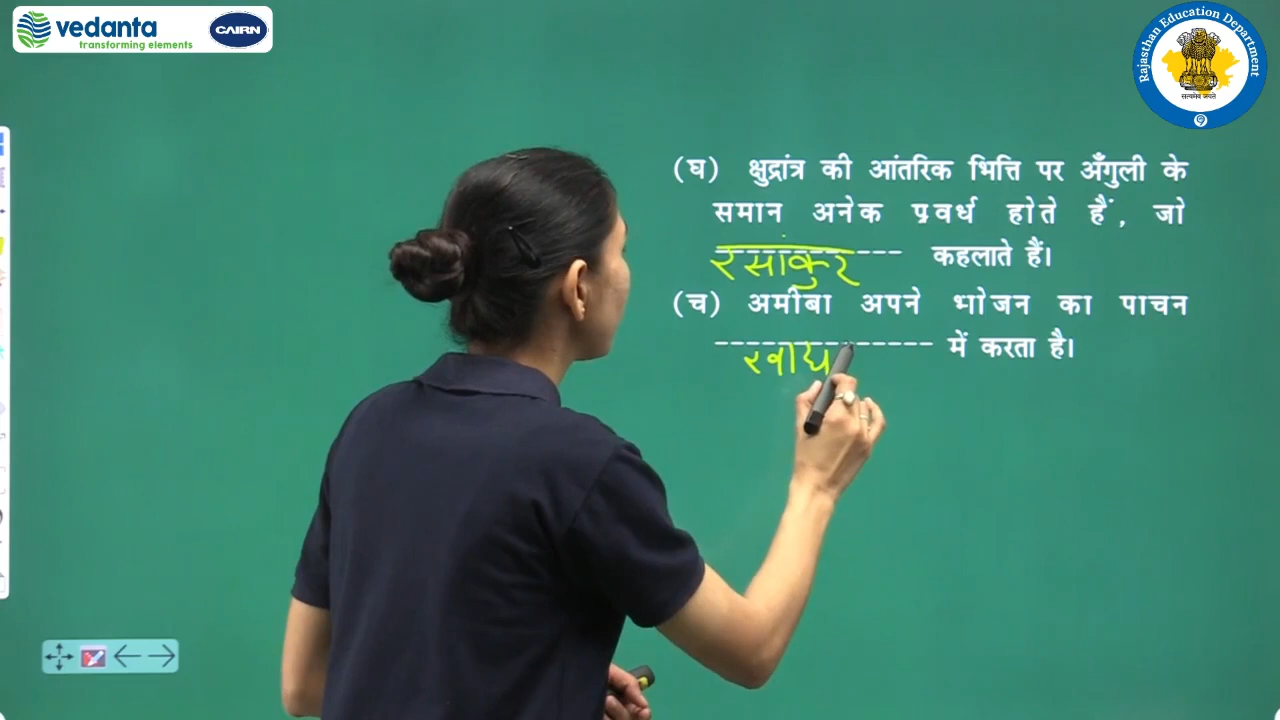 vedanta
transforming elements
CAIRN
Rajasthan Education Department
सत्यमेव जयते
(घ) क्षुद्रांत्र की आंतरिक भित्ति पर अँगुली के
समान अनेक प्रवर्ध होते हैं, जो
रसांकुर कहलाते हैं।
(च) अमीबा अपने भोजन का पाचन
खाद्य में करता है।